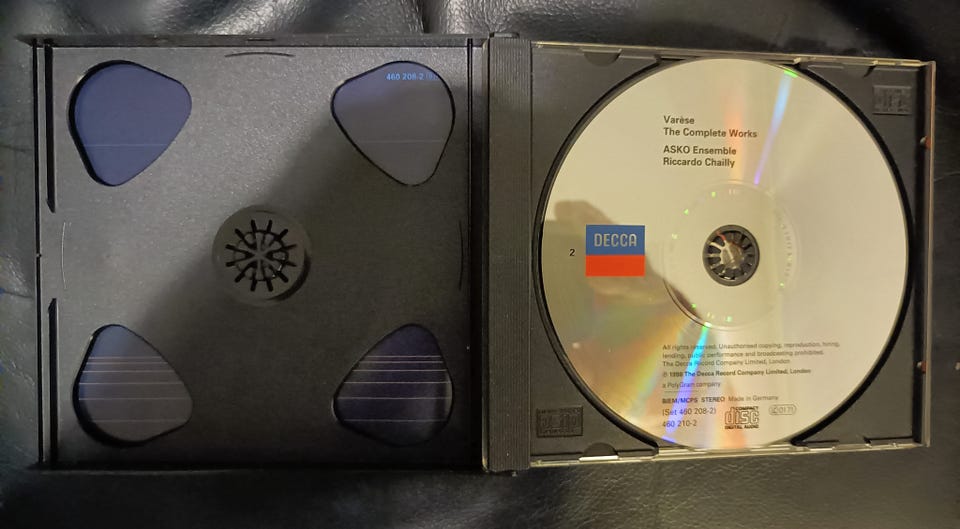 460 208-2
Varèse
The Complete Works
ASKO Ensemble
Riccardo Chailly
DECCA
2
All rights reserved. Unauthorised copying, reproduction, hiring,
lending, public performance and broadcasting prohibited.
The Decca Record Company Limited, London
℗ 1998 The Decca Record Company Limited, London
a PolyGram company
BIEM/MCPS STEREO Made in Germany
(Set 460 208-2)
460 210-2
COMPACT
disc
DIGITAL AUDIO